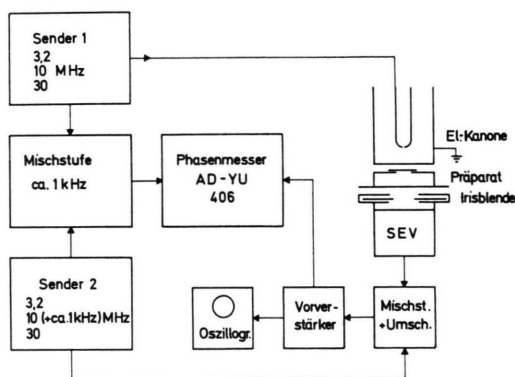 Sender 1
3,2
10 MHz
30
El-Kanone
Mischstufe
ca. 1 kHz
Phasenmesser
AD-YU
406
Präparat
Irisblende
SEV
Sender 2
3,2
10 (+ca.1kHz) MHz
30
Oszillogr.
Vorver-
stärker
Mischst.
+Umsch.